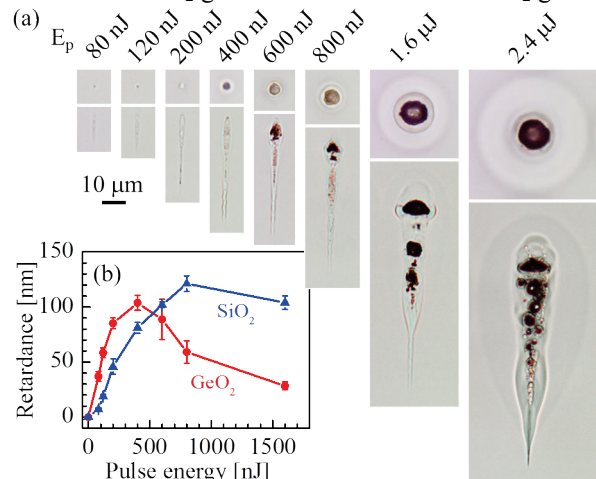 (a)
E_p 80 nJ 120 nJ 200 nJ 400 nJ 600 nJ 800 nJ 1.6 µJ 2.4 µJ
10 µm
(b)
Retardance [nm]
150
100
50
0
SiO₂
GeO₂
0 500 1000 1500
Pulse energy [nJ]